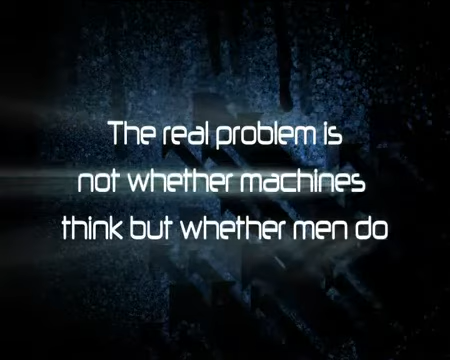 The real problem is
not whether machines
think but whether men do